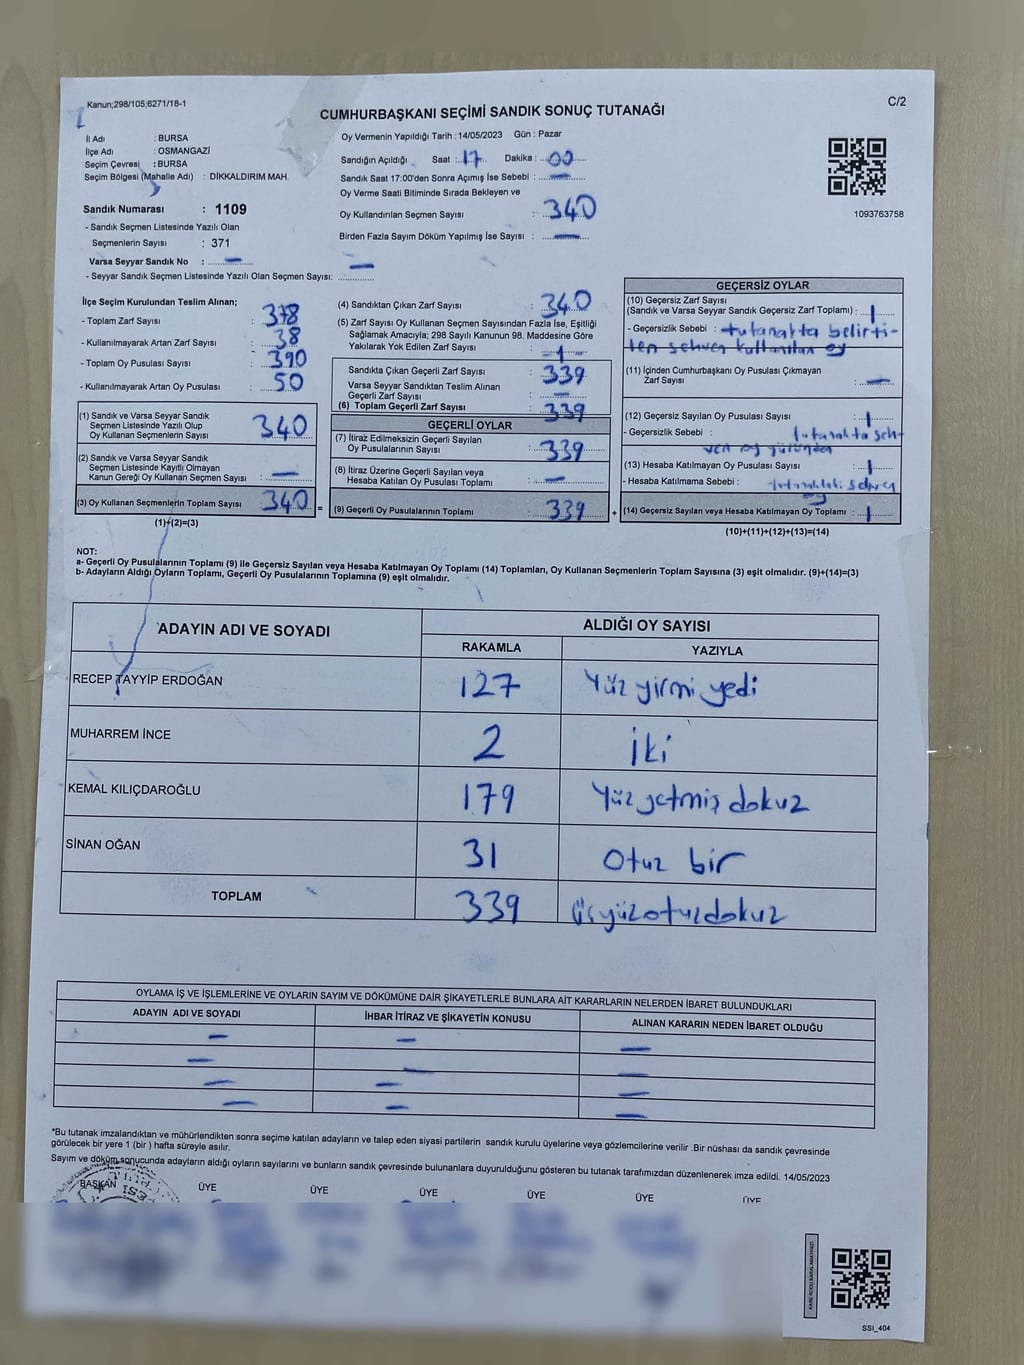 Kanun;298/105;6271/18-1
C/2
CUMHURBAŞKANI SEÇİMİ SANDIK SONUÇ TUTANAĞI
İl Adı : BURSA
İlçe Adı : OSMANGAZİ
Seçim Çevresi : BURSA
Seçim Bölgesi (Mahalle Adı) : DİKKALDIRIM MAH.
Sandık Numarası : 1109
- Sandık Seçmen Listesinde Yazılı Olan
Seçmenlerin Sayısı : 371
Varsa Seyyar Sandık No : —
- Seyyar Sandık Seçmen Listesinde Yazılı Olan Seçmen Sayısı: —
Oy Vermenin Yapıldığı Tarih : 14/05/2023 Gün : Pazar
Sandığın Açıldığı Saat : 17 Dakika : 00
Sandık Saat 17:00'den Sonra Açımış İse Sebebi : —
Oy Verme Saati Bitiminde Sırada Bekleyen ve
Oy Kullandırılan Seçmen Sayısı : 340
Birden Fazla Sayım Döküm Yapılmış İse Sayısı : —
1093763758
İlçe Seçim Kurulundan Teslim Alınan;
- Toplam Zarf Sayısı : 378
- Kullanılmayarak Artan Zarf Sayısı : 38
- Toplam Oy Pusulası Sayısı : 390
- Kullanılmayarak Artan Oy Pusulası : 50
(1) Sandık ve Varsa Seyyar Sandık
Seçmen Listesinde Yazılı Olup
Oy Kullanan Seçmenlerin Sayısı 340
(2) Sandık ve Varsa Seyyar Sandık
Seçmen Listesinde Kayıtlı Olmayan
Kanun Gereği Oy Kullanan Seçmen Sayısı : —
(3) Oy Kullanan Seçmenlerin Toplam Sayısı 340 =
(1)+(2)=(3)
(4) Sandıktan Çıkan Zarf Sayısı : 340
(5) Zarf Sayısı Oy Kullanan Seçmen Sayısından Fazla İse, Eşitliği
Sağlamak Amacıyla; 298 Sayılı Kanunun 98. Maddesine Göre
Yakılarak Yok Edilen Zarf Sayısı : 1
Sandıkta Çıkan Geçerli Zarf Sayısı : 339
Varsa Seyyar Sandıktan Teslim Alınan
Geçerli Zarf Sayısı : —
(6) Toplam Geçerli Zarf Sayısı : 339
GEÇERLİ OYLAR
(7) İtiraz Edilmeksizin Geçerli Sayılan
Oy Pusulalarının Sayısı : 339
(8) İtiraz Üzerine Geçerli Sayılan veya
Hesaba Katılan Oy Pusulası Toplamı : —
(9) Geçerli Oy Pusulalarının Toplamı : 339 +
GEÇERSİZ OYLAR
(10) Geçersiz Zarf Sayısı
(Sandık ve Varsa Seyyar Sandık Geçersiz Zarf Toplamı) : 1
- Geçersizlik Sebebi : tutanakta belirti-
len sehven kullanılan oy
(11) İçinden Cumhurbaşkanı Oy Pusulası Çıkmayan
Zarf Sayısı : —
(12) Geçersiz Sayılan Oy Pusulası Sayısı : 1
- Geçersizlik Sebebi : tutanakta seh-
ven oy
(13) Hesaba Katılmayan Oy Pusulası Sayısı : 1
- Hesaba Katılmama Sebebi : tutanaktaki sehven
oy
(14) Geçersiz Sayılan veya Hesaba Katılmayan Oy Toplamı : 1
(10)+(11)+(12)+(13)=(14)
NOT:
a- Geçerli Oy Pusulalarının Toplamı (9) ile Geçersiz Sayılan veya Hesaba Katılmayan Oy Toplamı (14) Toplamları, Oy Kullanan Seçmenlerin Toplam Sayısına (3) eşit olmalıdır. (9)+(14)=(3)
b- Adayların Aldığı Oyların Toplamı, Geçerli Oy Pusulalarının Toplamına (9) eşit olmalıdır.
ADAYIN ADI VE SOYADI
ALDIĞI OY SAYISI
RAKAMLA YAZIYLA
RECEP TAYYİP ERDOĞAN 127 Yüz yirmi yedi
MUHARREM İNCE 2 İki
KEMAL KILIÇDAROĞLU 179 Yüz yetmiş dokuz
SİNAN OĞAN 31 Otuz bir
TOPLAM 339 üçyüzotuzdokuz
OYLAMA İŞ VE İŞLEMLERİNE VE OYLARIN SAYIM VE DÖKÜMÜNE DAİR ŞİKAYETLERLE BUNLARA AİT KARARLARIN NELERDEN İBARET BULUNDUKLARI
ADAYIN ADI VE SOYADI İHBAR İTİRAZ VE ŞİKAYETİN KONUSU ALINAN KARARIN NEDEN İBARET OLDUĞU
— — —
— — —
— — —
— — —
*Bu tutanak imzalandıktan ve mühürlendikten sonra seçime katılan adayların ve talep eden siyasi partilerin sandık kurulu üyelerine veya gözlemcilerine verilir .Bir nüshası da sandık çevresinde
görülecek bir yere 1 (bir ) hafta süreyle asılır.
Sayım ve döküm sonucunda adayların aldığı oyların sayılarını ve bunların sandık çevresinde bulunanlara duyurulduğunu gösteren bu tutanak tarafımızdan düzenlenerek imza edildi. 14/05/2023
BAŞKAN ÜYE ÜYE ÜYE ÜYE ÜYE ÜYE
SSİ_404